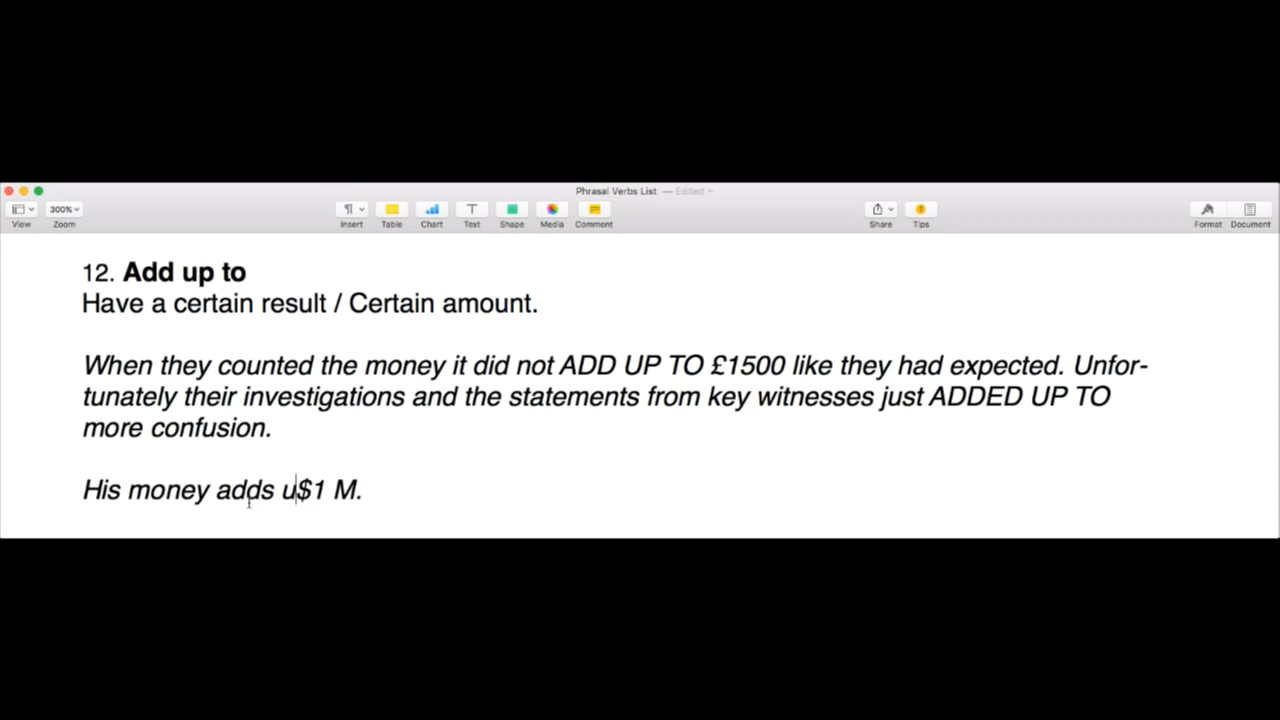 Phrasal Verbs List — Edited
300%
View
Zoom
Insert
Table
Chart
Text
Shape
Media
Comment
Share
Tips
Format
Document
12. Add up to
Have a certain result / Certain amount.
When they counted the money it did not ADD UP TO £1500 like they had expected. Unfor-
tunately their investigations and the statements from key witnesses just ADDED UP TO
more confusion.
His money adds u$1 M.